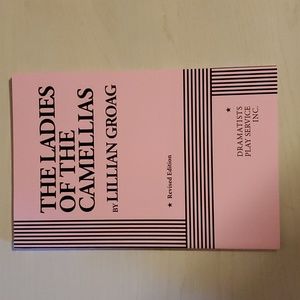 THE LADIES
OF THE
CAMELLIAS
BY LILLIAN GROAG
★ Revised Edition
★
DRAMATISTS
PLAY SERVICE
INC.